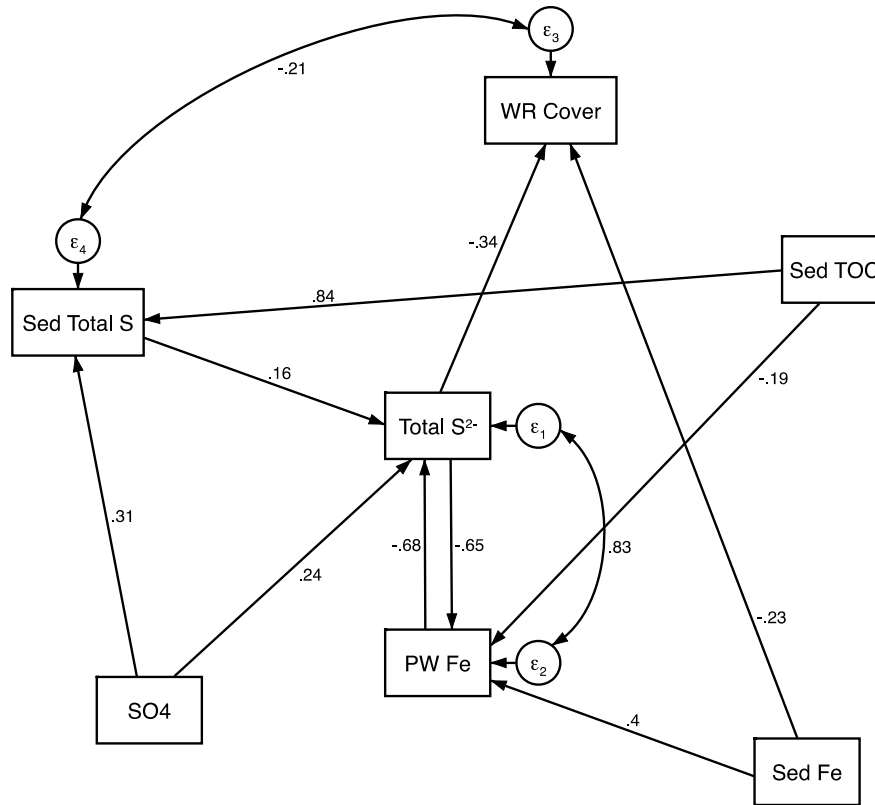 ε3
-.21
WR Cover
ε4
-.34
Sed TOC
Sed Total S
.84
.16
-.19
Total S²⁻
ε1
.31
.24
-.68
-.65
.83
-.23
PW Fe
ε2
SO4
.4
Sed Fe